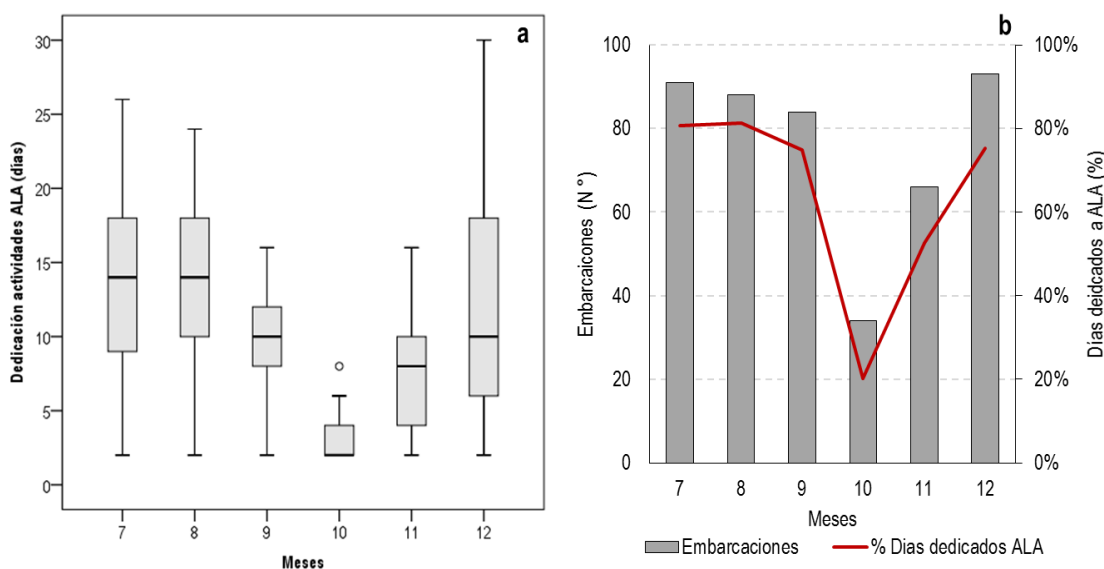 a
Dedicación actividades ALA (días)
30
25
20
15
10
5
0
7 8 9 10 11 12
Meses
b
Embarcaicones (N °)
100
80
60
40
20
0
100%
80%
60%
40%
20%
0%
Días deidcados a ALA (%)
7 8 9 10 11 12
Meses
Embarcaciones % Dias dedicados ALA